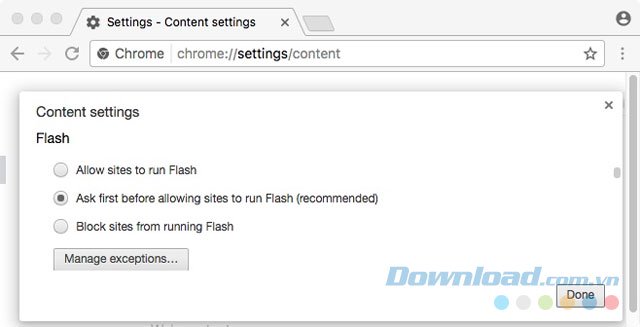 Settings - Content settings
Chrome chrome://settings/content
Content settings
Flash
Allow sites to run Flash
Ask first before allowing sites to run Flash (recommended)
Block sites from running Flash
Manage exceptions...
Download.com.vn
Done